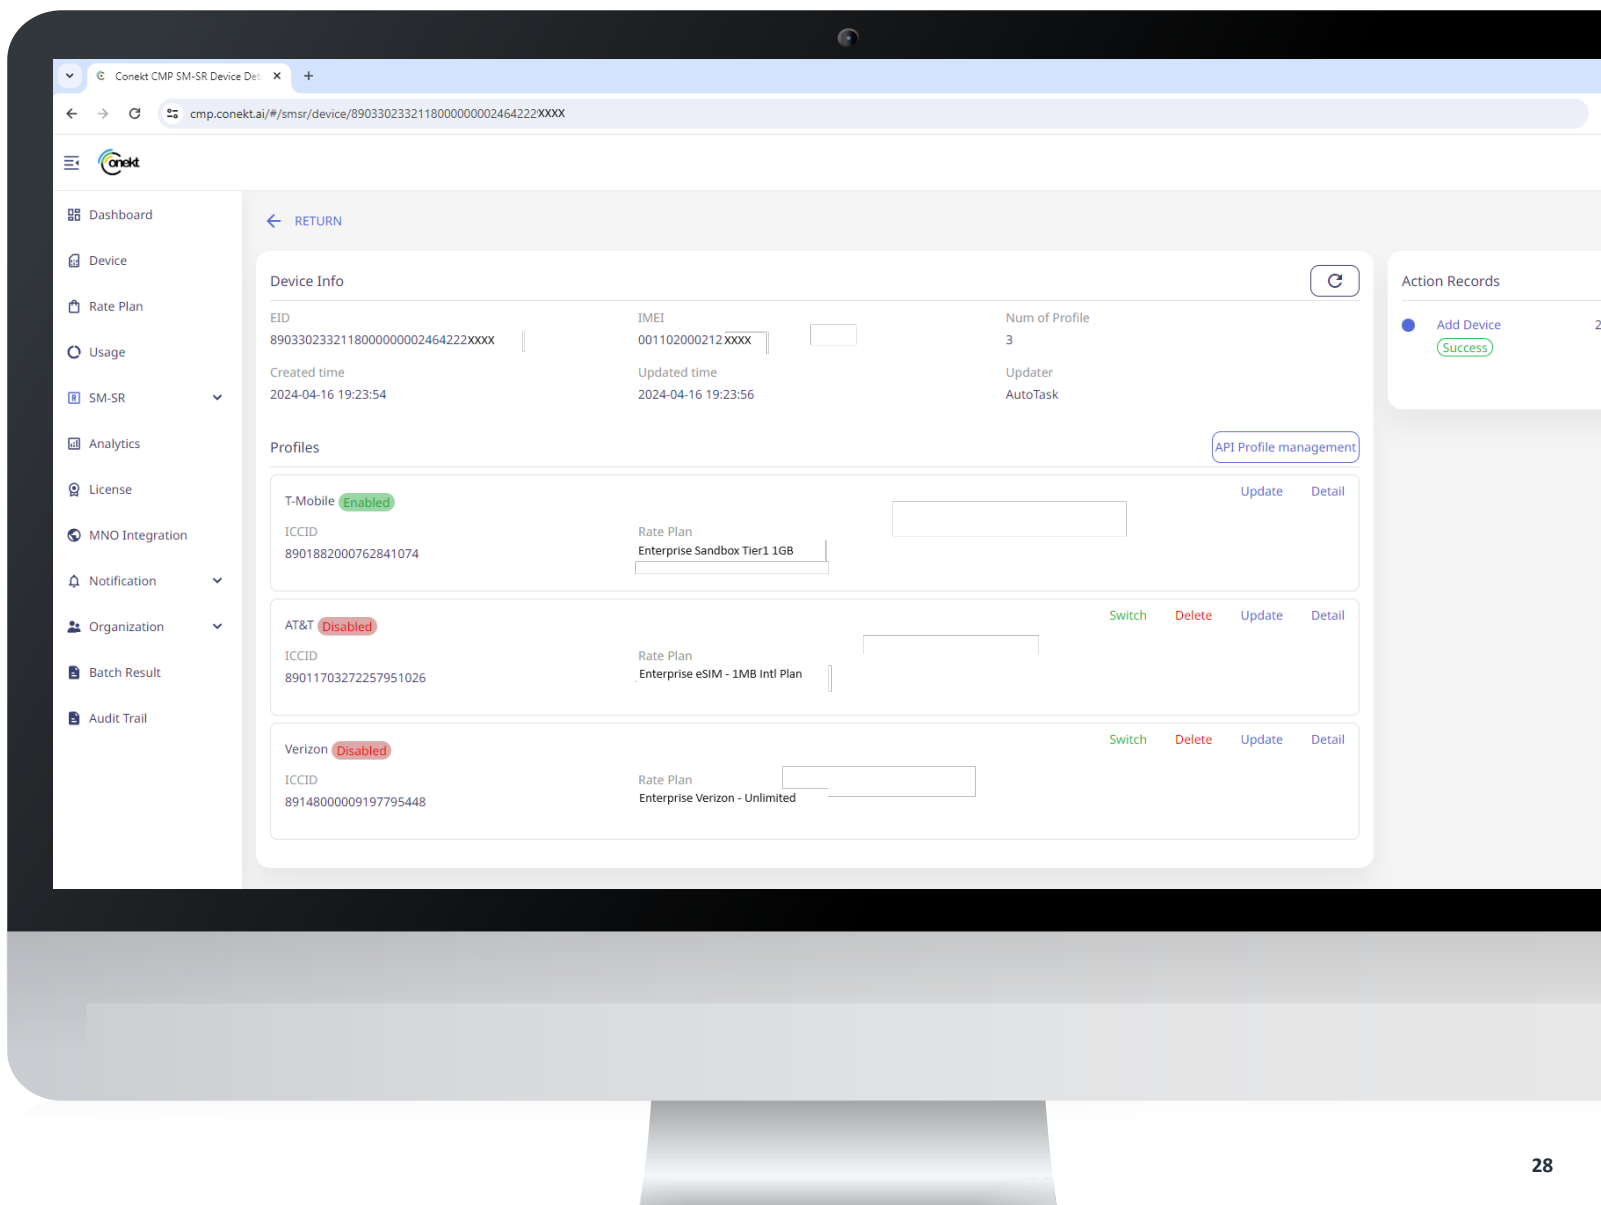 Conekt CMP SM-SR Device Det
cmp.conekt.ai/#/smsr/device/8903302332118000000002464222XXXX
Conekt
Dashboard
Device
Rate Plan
Usage
SM-SR
Analytics
License
MNO Integration
Notification
Organization
Batch Result
Audit Trail
RETURN
Device Info
EID
8903302332118000000002464222XXXX
IMEI
001102000212XXXX
Num of Profile
3
Created time
2024-04-16 19:23:54
Updated time
2024-04-16 19:23:56
Updater
AutoTask
Profiles
API Profile management
T-Mobile Enabled
Update Detail
ICCID
8901882000762841074
Rate Plan
Enterprise Sandbox Tier1 1GB
AT&T Disabled
Switch Delete Update Detail
ICCID
89011703272257951026
Rate Plan
Enterprise eSIM - 1MB Intl Plan
Verizon Disabled
Switch Delete Update Detail
ICCID
89148000009197795448
Rate Plan
Enterprise Verizon - Unlimited
Action Records
Add Device 2
Success
28